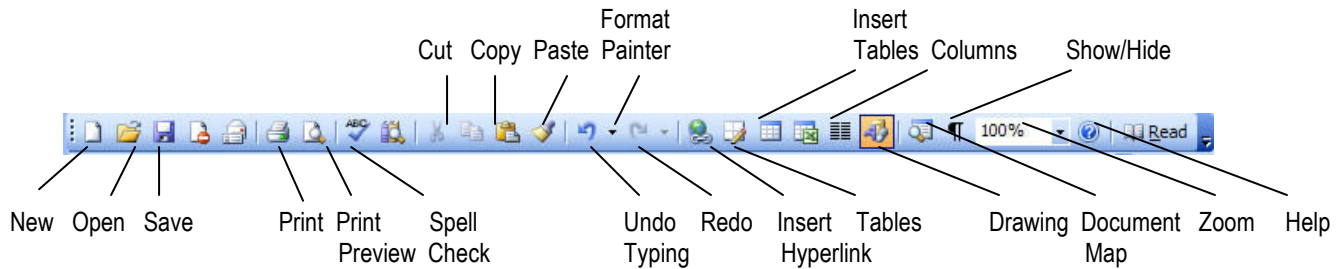 Format Insert
Cut Copy Paste Painter Tables Columns Show/Hide
ABC
100% Read
New Open Save Print Print Spell Undo Redo Insert Tables Drawing Document Zoom Help
Preview Check Typing Hyperlink Map